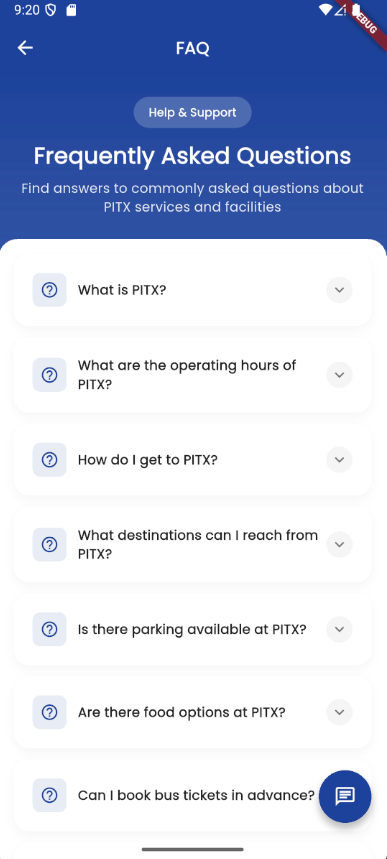 9:20
DEBUG
FAQ
Help & Support
Frequently Asked Questions
Find answers to commonly asked questions about
PITX services and facilities
What is PITX?
What are the operating hours of
PITX?
How do I get to PITX?
What destinations can I reach from
PITX?
Is there parking available at PITX?
Are there food options at PITX?
Can I book bus tickets in advance?